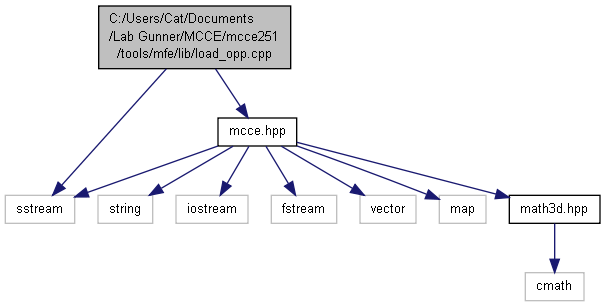 C:/Users/Cat/Documents
/Lab Gunner/MCCE/mcce251
/tools/mfe/lib/load_opp.cpp
mcce.hpp
sstream
string
iostream
fstream
vector
map
math3d.hpp
cmath